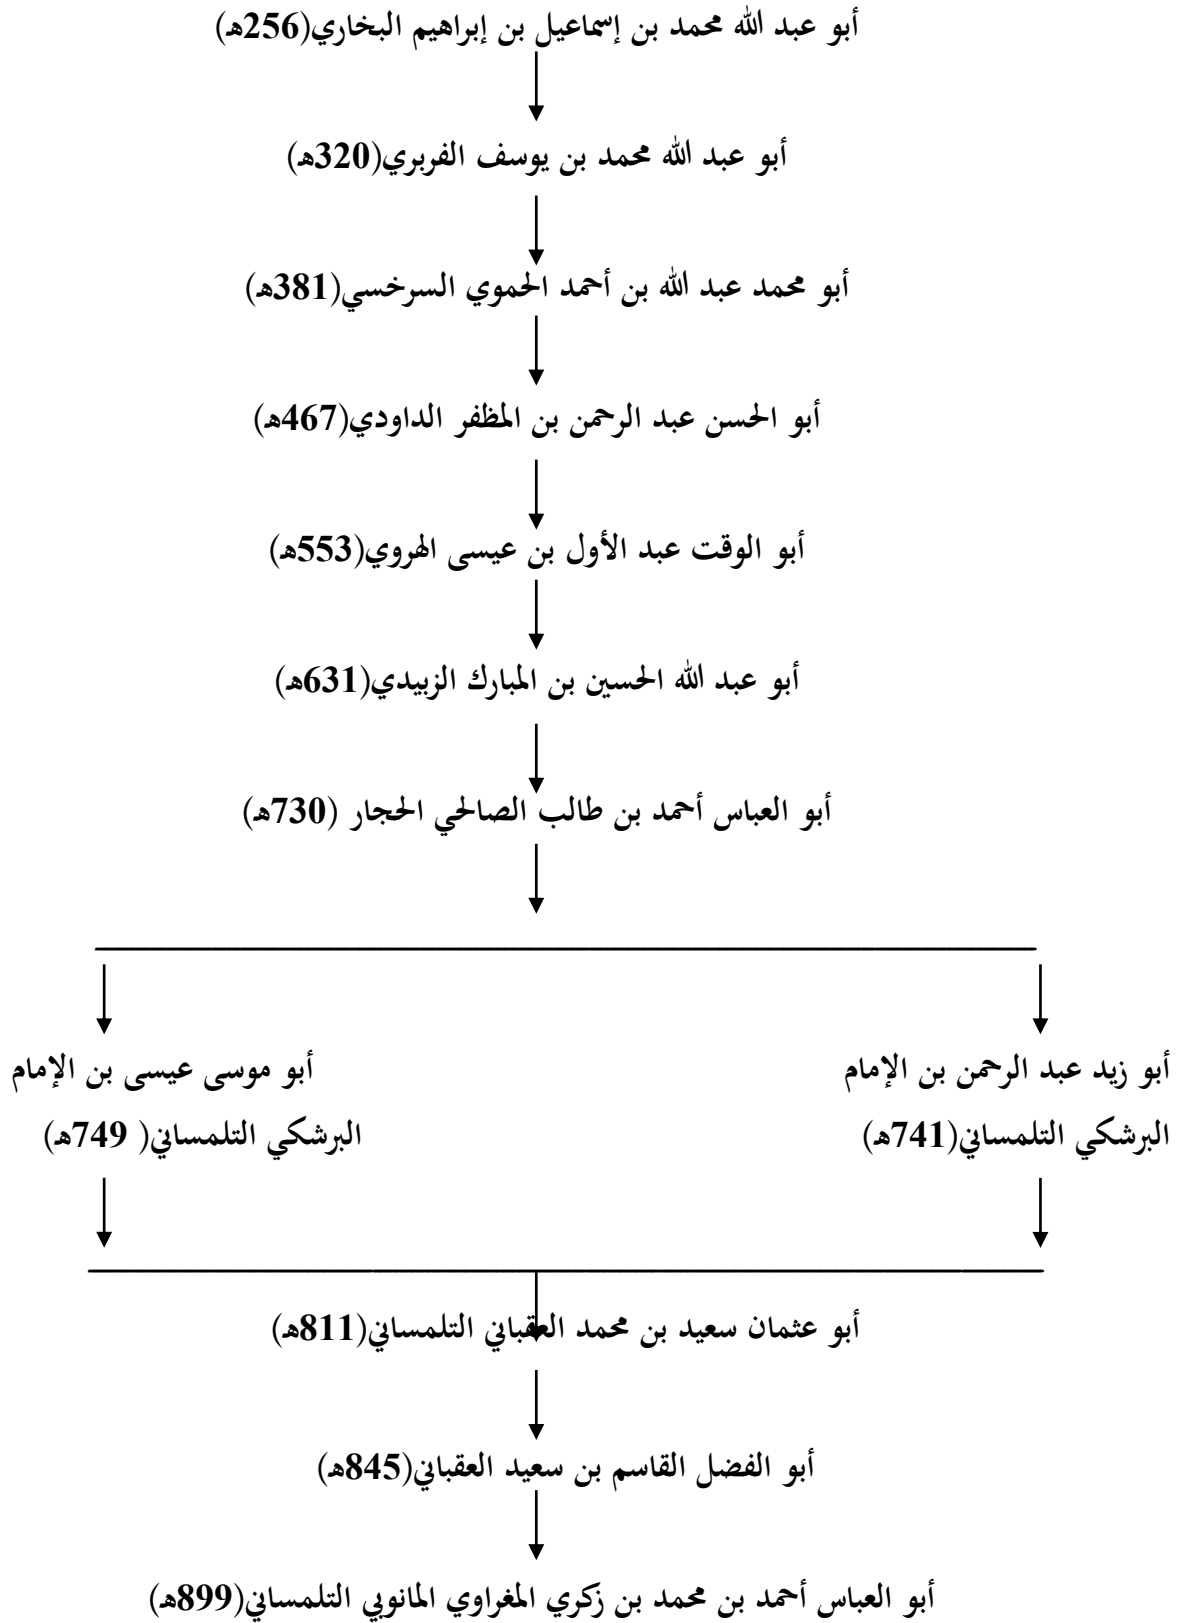 أبو عبد الله محمد بن إسماعيل بن إبراهيم البخاري(256هـ)
أبو عبد الله محمد بن يوسف الفربري(320هـ)
أبو محمد عبد الله بن أحمد الحموي السرخسي(381هـ)
أبو الحسن عبد الرحمن بن المظفر الداودي(467هـ)
أبو الوقت عبد الأول بن عيسى الهروي(553هـ)
أبو عبد الله الحسين بن المبارك الزبيدي(631هـ)
أبو العباس أحمد بن طالب الصالحي الحجار (730هـ)
أبو زيد عبد الرحمن بن الإمام
البرشكي التلمساني(741هـ)
أبو موسى عيسى بن الإمام
البرشكي التلمساني( 749هـ)
أبو عثمان سعيد بن محمد العقباني التلمساني(811هـ)
أبو الفضل القاسم بن سعيد العقباني(845هـ)
أبو العباس أحمد بن محمد بن زكري المغراوي المانويي التلمساني(899هـ)